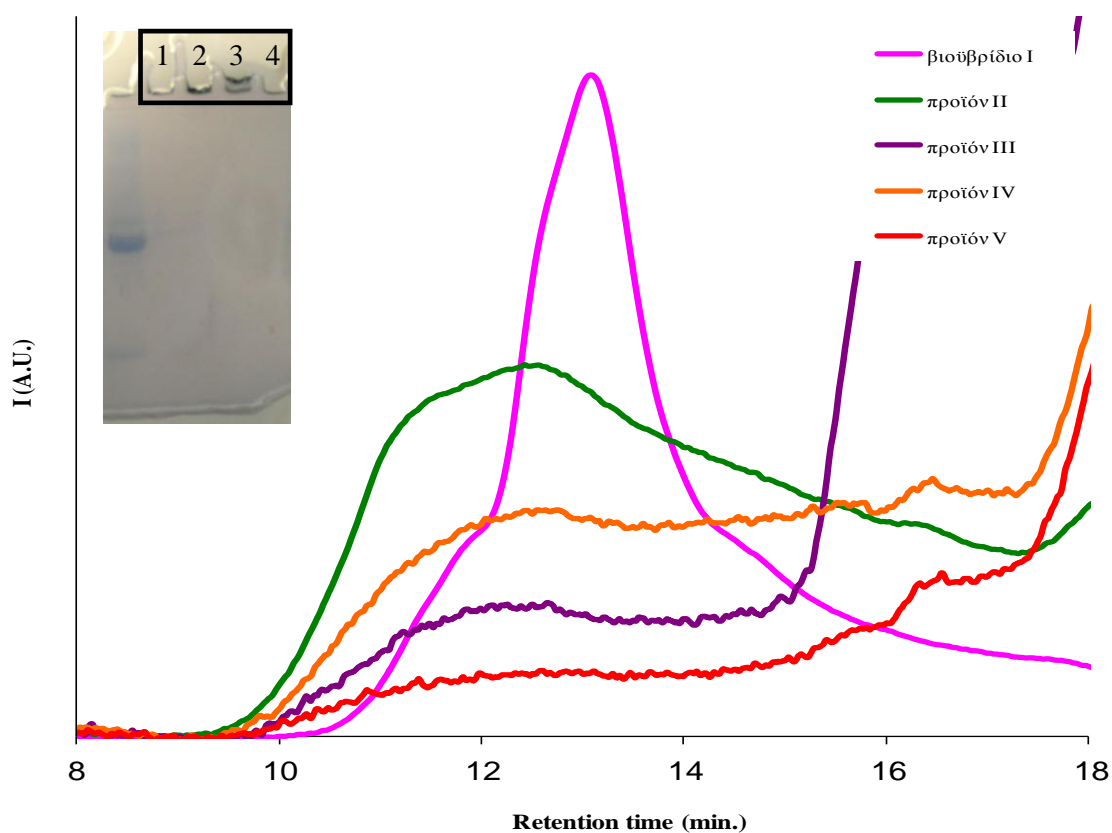 1 2 3 4
βιοϋβρίδιο I
προϊόν II
προϊόν III
προϊόν IV
προϊόν V
I (A.U.)
8 10 12 14 16 18
Retention time (min.)